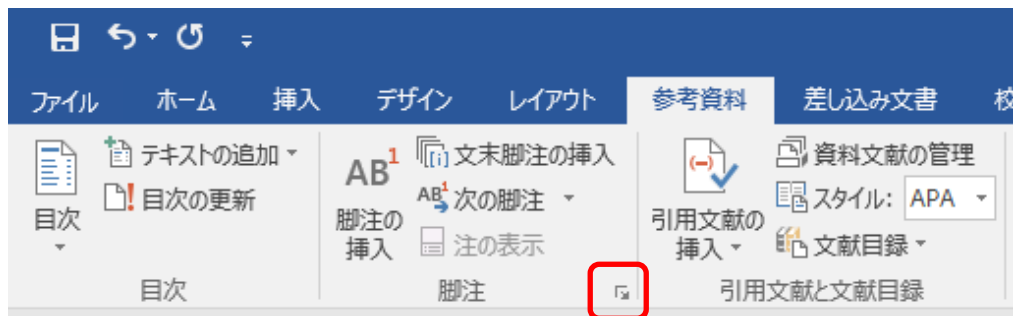 ファイル ホーム 挿入 デザイン レイアウト 参考資料 差し込み文書 校
目次
テキストの追加
目次の更新
目次
AB1
脚注の
挿入
[i] 文末脚注の挿入
AB1 次の脚注
注の表示
脚注
引用文献の
挿入
資料文献の管理
スタイル: APA
文献目録
引用文献と文献目録